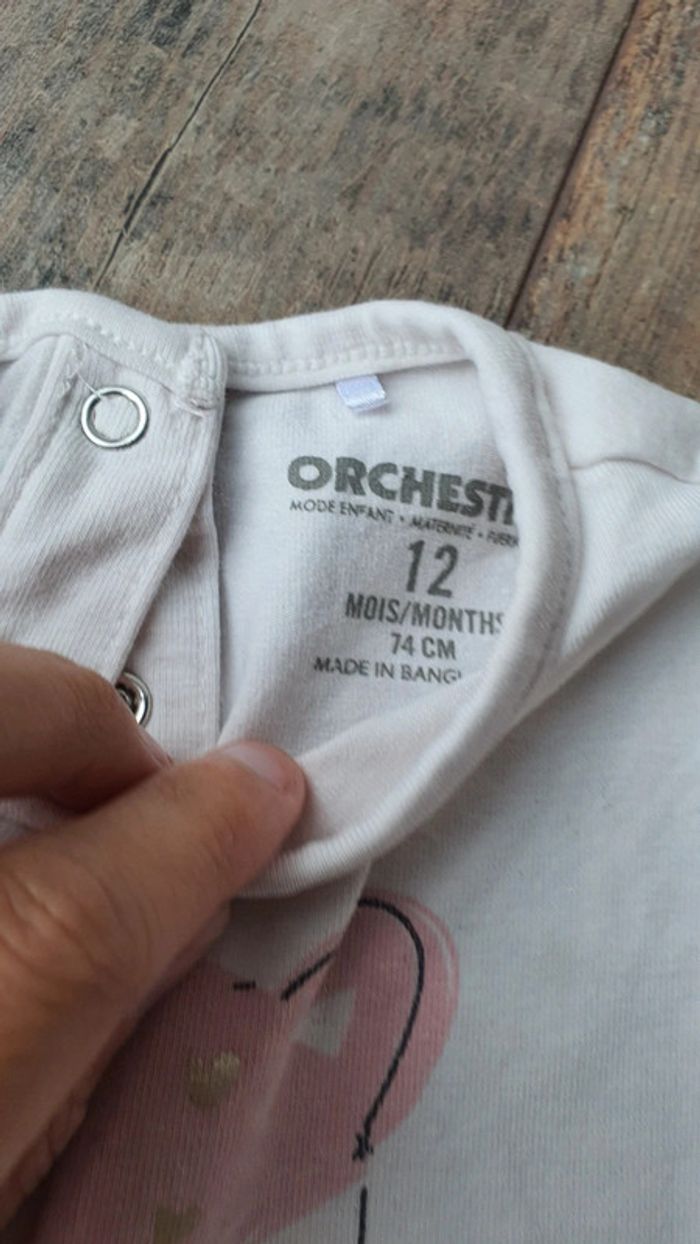 ORCHEST
MODE ENFANT • MATERNITÉ •
12
MOIS/MONTHS
74 CM
MADE IN BANG